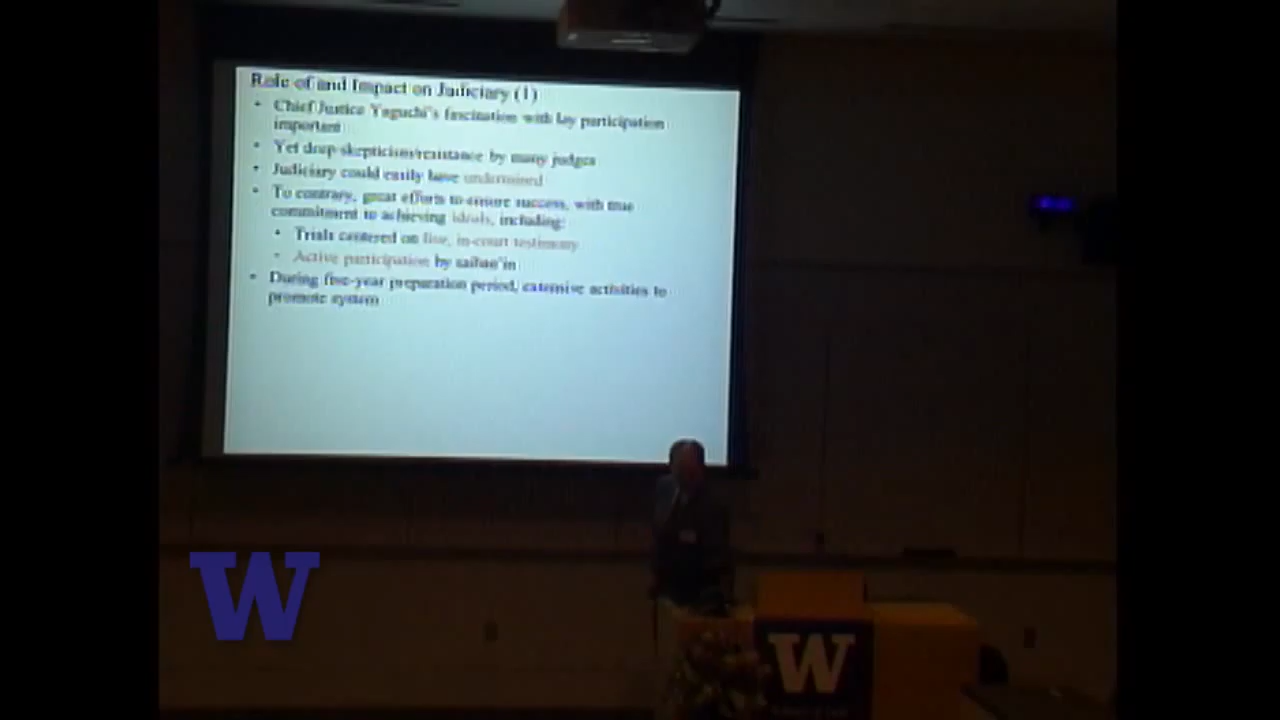 Role of and Impact on Judiciary (1)
• Chief Justice Yaguchi's fascination with lay participation
important
• Yet deep skepticism/resistance by many judges
• Judiciary could easily have undermined
• To contrary, great efforts to ensure success, with true
commitment to achieving ideals, including:
• Trials centered on live, in-court testimony
• Active participation by saiban'in
• During five-year preparation period, extensive activities to
promote system
W
W